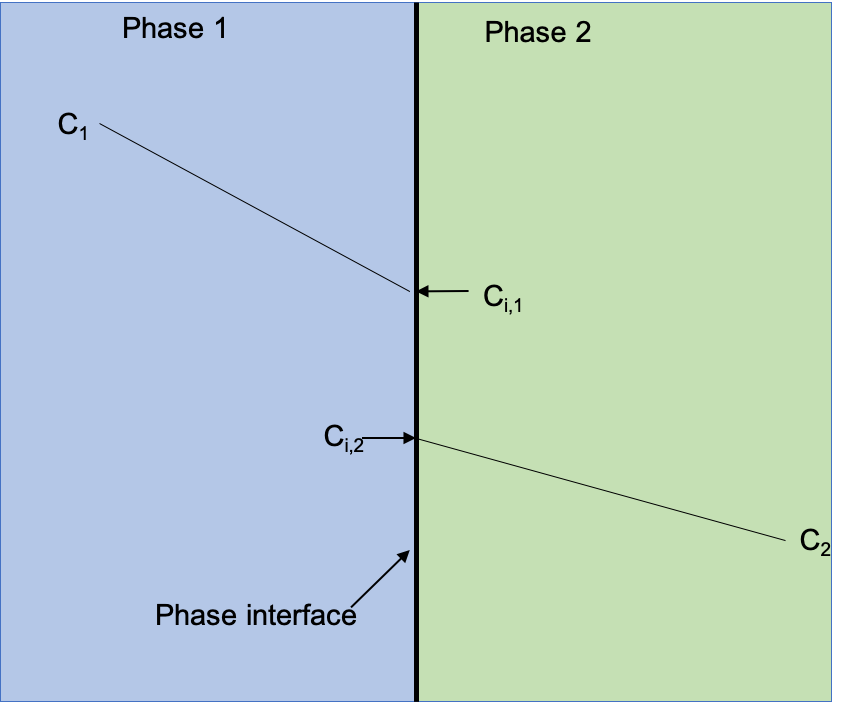 Phase 1
Phase 2
C₁
Cᵢ,₁
Cᵢ,₂
C₂
Phase interface